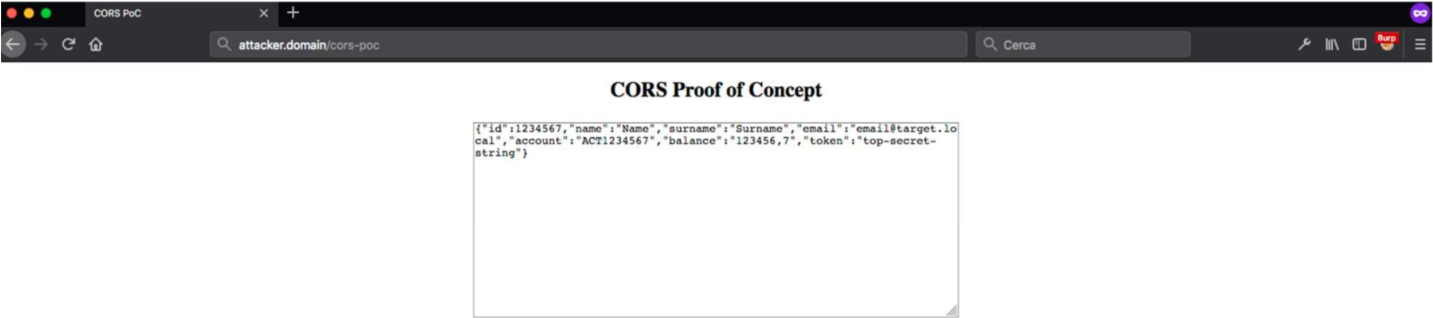 CORS PoC
attacker.domain/cors-poc
Cerca
Burp
CORS Proof of Concept
{"id":1234567,"name":"Name","surname":"Surname","email":"email@target.lo
cal","account":"ACT1234567","balance":"123456,7","token":"top-secret-
string"}